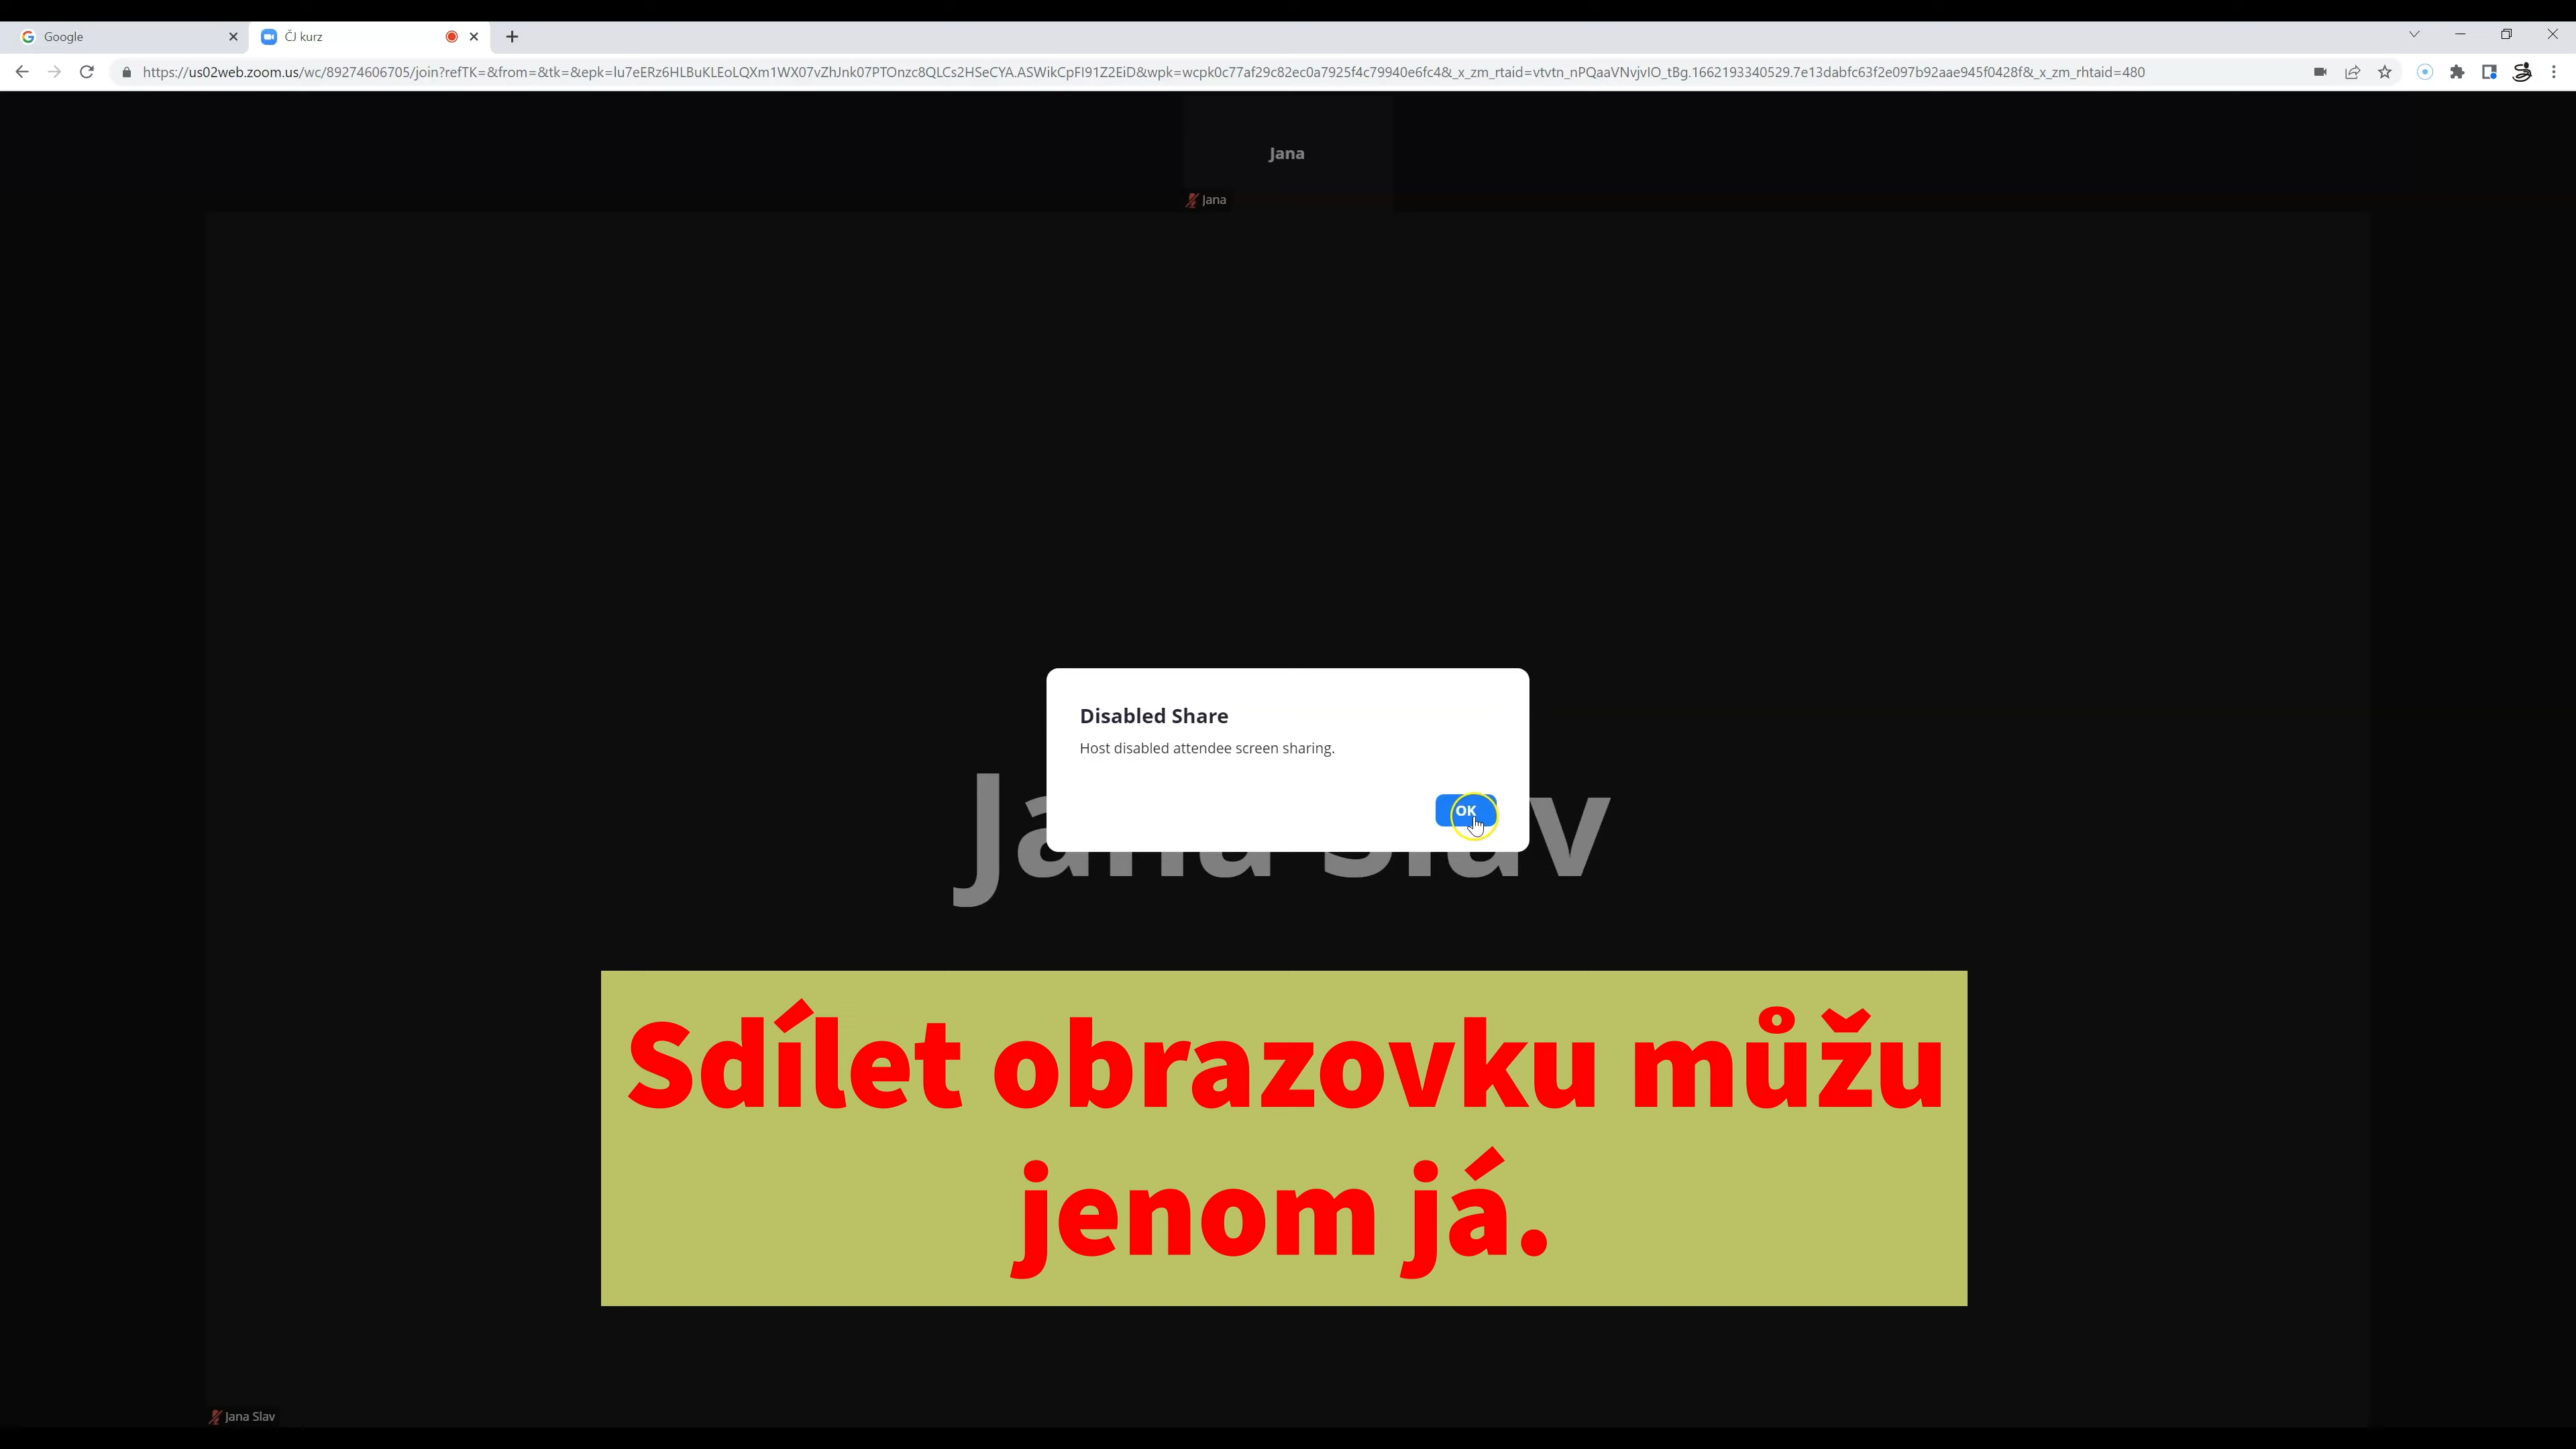 Google
ČJ kurz
https://us02web.zoom.us/wc/89274606705/join?refTK=&from=&tk=&epk=lu7eERz6HLBuKLEoLQXm1WX07vZhJnk07PTOnzc8QLCs2HSeCYA.ASWikCpFI91Z2EiD&wpk=wcpk0c77af29c82ec0a7925f4c79940e6fc4&_x_zm_rtaid=vtvtn_nPQaaVNvjvIO_tBg.1662193340529.7e13dabfc63f2e097b92aae945f0428f&_x_zm_rhtaid=480
Jana
Jana
Disabled Share
Host disabled attendee screen sharing.
OK
Jana Slav
Sdílet obrazovku můžu
jenom já.
Jana Slav